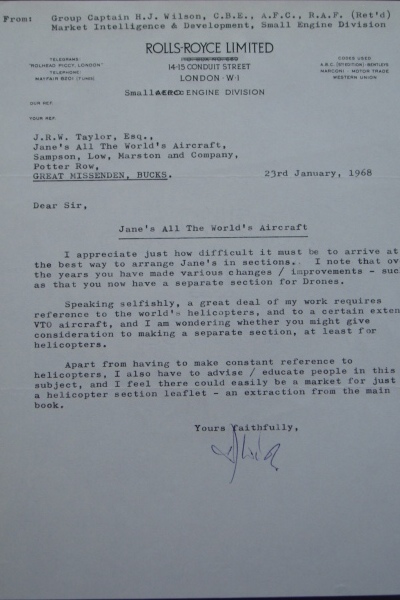 From: Group Captain H.J. Wilson, C.B.E., A.F.C., R.A.F. (Ret'd)
Market Intelligence & Development, Small Engine Division
ROLLS-ROYCE LIMITED
TELEGRAMS:
"ROLHEAD PICCY, LONDON"
TELEPHONE:
MAYFAIR 6201 (7 LINES)
14-15 CONDUIT STREET
LONDON · W·1
CODES USED
A.B.C. (5TH EDITION) · BENTLEYS
MARCONI · MOTOR TRADE
WESTERN UNION
Small AERO ENGINE DIVISION
OUR REF.
YOUR REF.
J.R.W. Taylor, Esq.,
Jane's All The World's Aircraft,
Sampson, Low, Marston and Company,
Potter Row,
GREAT MISSENDEN, BUCKS. 23rd January, 1968
Dear Sir,
Jane's All The World's Aircraft
I appreciate just how difficult it must be to arrive at
the best way to arrange Jane's in sections. I note that ov
the years you have made various changes / improvements - suc
as that you now have a separate section for Drones.
Speaking selfishly, a great deal of my work requires
reference to the world's helicopters, and to a certain exten
VTO aircraft, and I am wondering whether you might give
consideration to making a separate section, at least for
helicopters.
Apart from having to make constant reference to
helicopters, I also have to advise / educate people in this
subject, and I feel there could easily be a market for just
a helicopter section leaflet - an extraction from the main
book.
Yours faithfully,